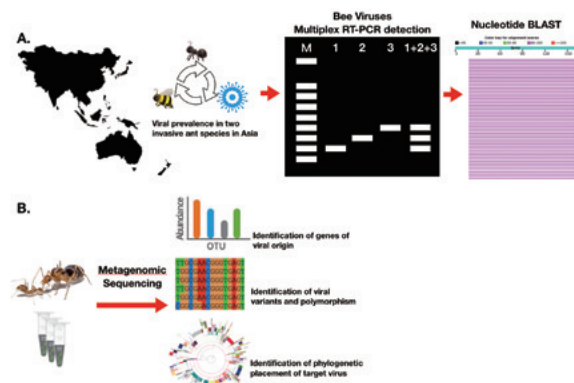 A.
Viral prevalence in two
invasive ant species in Asia
Bee Viruses
Multiplex RT-PCR detection
M 1 2 3 1+2+3
Nucleotide BLAST
B.
Metagenomic
Sequencing
Abundance
OTU
Identification of genes of
viral origin
Identification of viral
variants and polymorphism
Identification of phylogenetic
placement of target virus